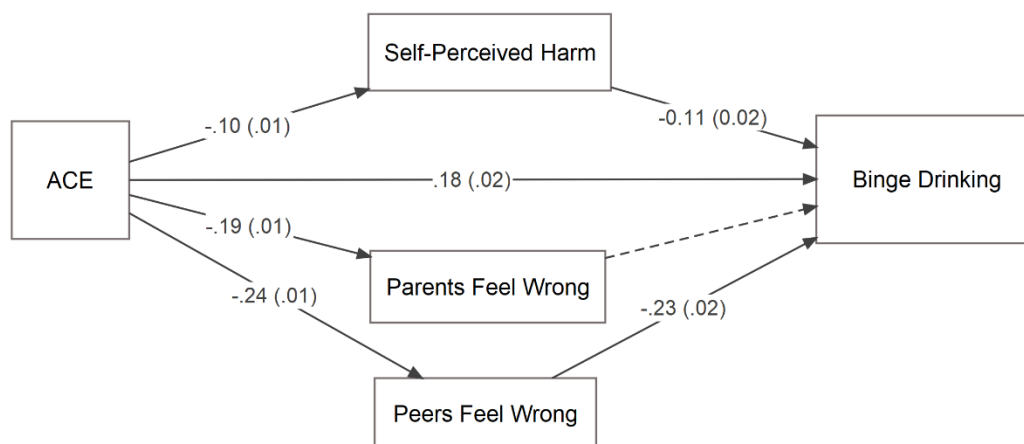 Self-Perceived Harm
-.10 (.01)
-0.11 (0.02)
ACE
.18 (.02)
Binge Drinking
-.19 (.01)
Parents Feel Wrong
-.24 (.01)
-.23 (.02)
Peers Feel Wrong